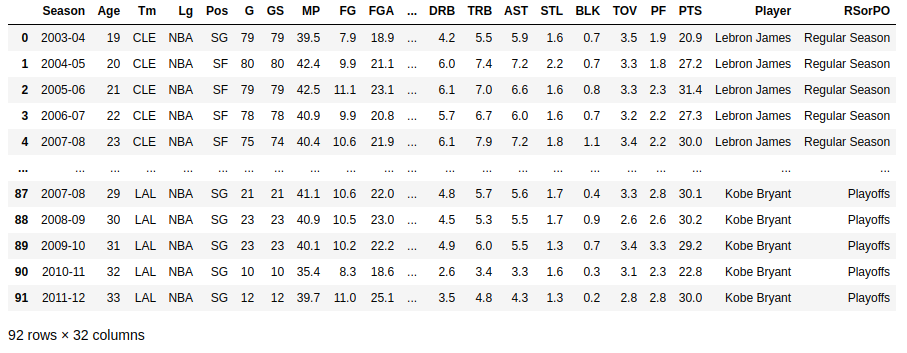 Season Age Tm Lg Pos G GS MP FG FGA ... DRB TRB AST STL BLK TOV PF PTS Player RSorPO
0 2003-04 19 CLE NBA SG 79 79 39.5 7.9 18.9 ... 4.2 5.5 5.9 1.6 0.7 3.5 1.9 20.9 Lebron James Regular Season
1 2004-05 20 CLE NBA SF 80 80 42.4 9.9 21.1 ... 6.0 7.4 7.2 2.2 0.7 3.3 1.8 27.2 Lebron James Regular Season
2 2005-06 21 CLE NBA SF 79 79 42.5 11.1 23.1 ... 6.1 7.0 6.6 1.6 0.8 3.3 2.3 31.4 Lebron James Regular Season
3 2006-07 22 CLE NBA SF 78 78 40.9 9.9 20.8 ... 5.7 6.7 6.0 1.6 0.7 3.2 2.2 27.3 Lebron James Regular Season
4 2007-08 23 CLE NBA SF 75 74 40.4 10.6 21.9 ... 6.1 7.9 7.2 1.8 1.1 3.4 2.2 30.0 Lebron James Regular Season
... ... ... ... ... ... ... ... ... ... ... ... ... ... ... ... ... ... ... ... ... ...
87 2007-08 29 LAL NBA SG 21 21 41.1 10.6 22.0 ... 4.8 5.7 5.6 1.7 0.4 3.3 2.8 30.1 Kobe Bryant Playoffs
88 2008-09 30 LAL NBA SG 23 23 40.9 10.5 23.0 ... 4.5 5.3 5.5 1.7 0.9 2.6 2.6 30.2 Kobe Bryant Playoffs
89 2009-10 31 LAL NBA SG 23 23 40.1 10.2 22.2 ... 4.9 6.0 5.5 1.3 0.7 3.4 3.3 29.2 Kobe Bryant Playoffs
90 2010-11 32 LAL NBA SG 10 10 35.4 8.3 18.6 ... 2.6 3.4 3.3 1.6 0.3 3.1 2.3 22.8 Kobe Bryant Playoffs
91 2011-12 33 LAL NBA SG 12 12 39.7 11.0 25.1 ... 3.5 4.8 4.3 1.3 0.2 2.8 2.8 30.0 Kobe Bryant Playoffs
92 rows × 32 columns